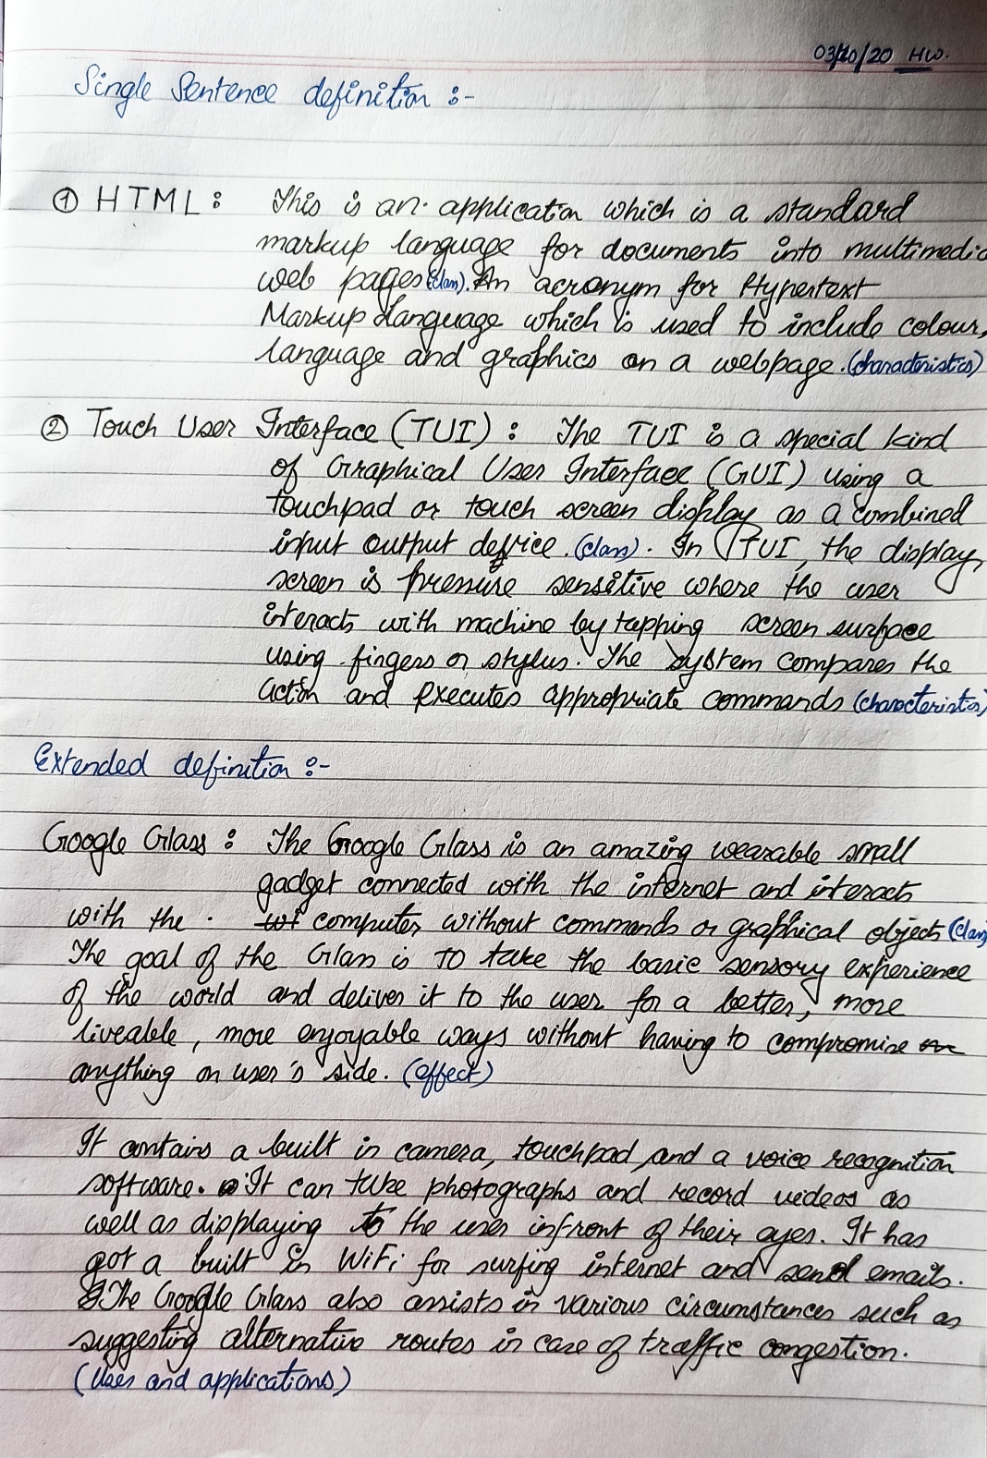 03/10/20 HW.
Single Sentence definition :-
① HTML : This is an application which is a standard
markup language for documents into multimedia
web pages (class). An acronym for Hypertext
Markup Language which is used to include colour,
language and graphics on a webpage. (characteristics)
② Touch User Interface (TUI) : The TUI is a special kind
of Graphical User Interface (GUI) using a
touchpad or touch screen display as a combined
input output device. (class). In TUI, the display
screen is pressure sensitive where the user
interacts with machine by tapping screen surface
using fingers or stylus. The system compares the
action and executes appropriate commands (characteristics)
Extended definition :-
Google Glass : The Google Glass is an amazing wearable small
gadget connected with the internet and interacts
with the computer without commands or graphical objects (class)
The goal of the Glass is to take the basic sensory experience
of the world and deliver it to the user for a better, more
liveable, more enjoyable ways without having to compromise
anything on user's side. (effect)
It contains a built in camera, touchpad and a voice recognition
software. It can take photographs and record videos as
well as displaying to the user infront of their eyes. It has
got a built in WiFi for surfing internet and send emails.
The Google Glass also assists in various circumstances such as
suggesting alternative routes in case of traffic congestion.
(Uses and applications)